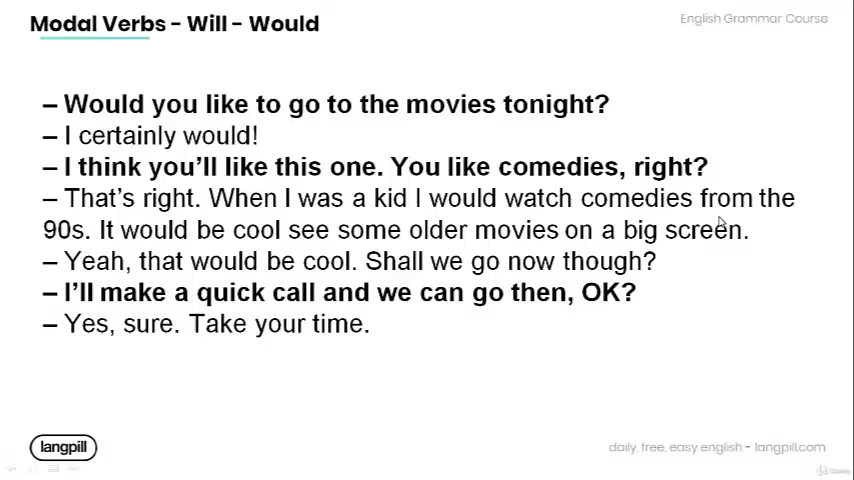 Modal Verbs - Will - Would
English Grammar Course
– Would you like to go to the movies tonight?
– I certainly would!
– I think you’ll like this one. You like comedies, right?
– That’s right. When I was a kid I would watch comedies from the
90s. It would be cool see some older movies on a big screen.
– Yeah, that would be cool. Shall we go now though?
– I’ll make a quick call and we can go then, OK?
– Yes, sure. Take your time.
langpill
daily, free, easy english - langpill.com